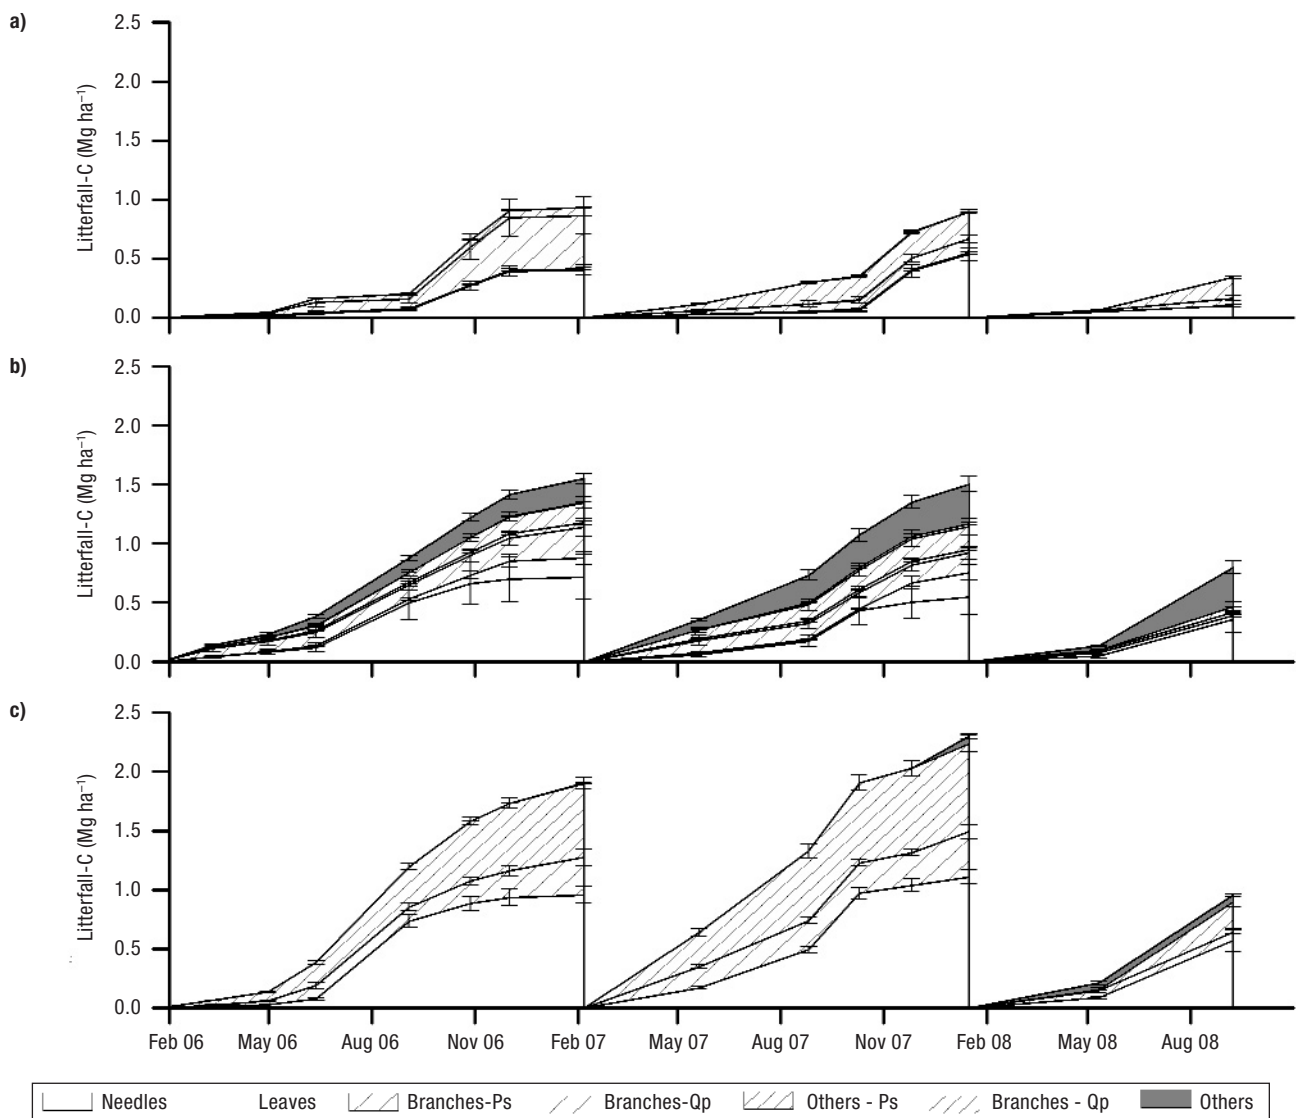 a)
Litterfall-C (Mg ha⁻¹)
2.5
2.0
1.5
1.0
0.5
0.0
b)
Litterfall-C (Mg ha⁻¹)
2.5
2.0
1.5
1.0
0.5
0.0
c)
Litterfall-C (Mg ha⁻¹)
2.5
2.0
1.5
1.0
0.5
0.0
Feb 06 May 06 Aug 06 Nov 06 Feb 07 May 07 Aug 07 Nov 07 Feb 08 May 08 Aug 08
Needles Leaves Branches-Ps Branches-Qp Others - Ps Branches - Qp Others